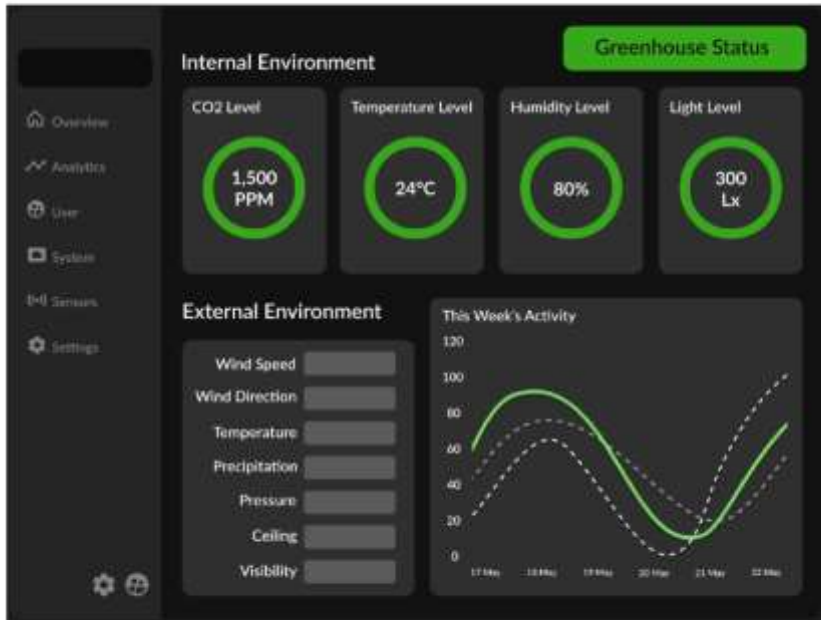 Greenhouse Status
Internal Environment
CO2 Level
Temperature Level
Humidity Level
Light Level
1,500
PPM
24°C
80%
300
Lx
Overview
Analytics
User
System
Sensors
Settings
External Environment
Wind Speed
Wind Direction
Temperature
Precipitation
Pressure
Ceiling
Visibility
This Week's Activity
120
100
80
60
40
20
0
17 May
18 May
19 May
20 May
21 May
22 May